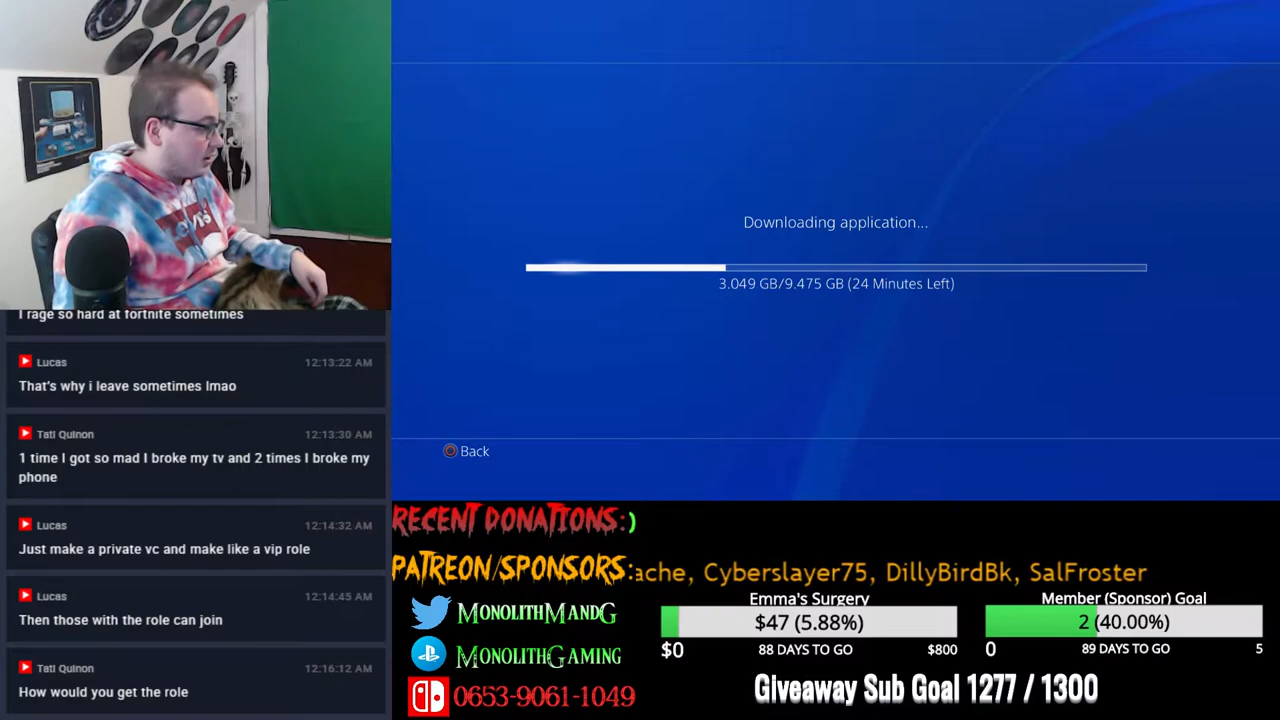 I rage so hard at fortnite sometimes
Lucas 12:13:22 AM
That's why i leave sometimes lmao
Tati Quinon 12:13:30 AM
1 time I got so mad I broke my tv and 2 times I broke my
phone
Lucas 12:14:32 AM
Just make a private vc and make like a vip role
Lucas 12:14:45 AM
Then those with the role can join
Tati Quinon 12:16:12 AM
How would you get the role
Downloading application...
3.049 GB/9.475 GB (24 Minutes Left)
Back
RECENT DONATIONS:)
PATREON/SPONSORS: ache, Cyberslayer75, DillyBirdBk, SalFroster
MonolithMandG
MonolithGaming
0653-9061-1049
Emma's Surgery
$47 (5.88%)
$0 88 DAYS TO GO $800
Member (Sponsor) Goal
2 (40.00%)
0 89 DAYS TO GO 5
Giveaway Sub Goal 1277 / 1300